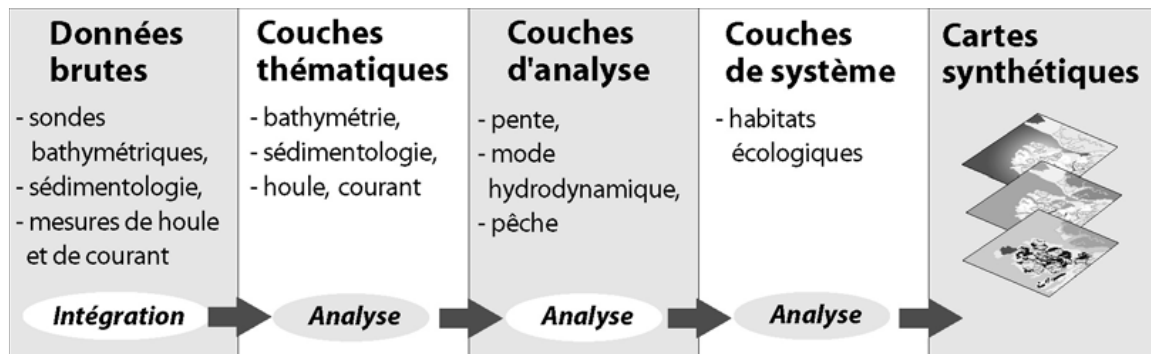 Données
brutes
- sondes
bathymétriques,
- sédimentologie,
- mesures de houle
et de courant
Intégration
Couches
thématiques
- bathymétrie,
- sédimentologie,
- houle, courant
Analyse
Couches
d'analyse
- pente,
- mode
hydrodynamique,
- pêche
Analyse
Couches
de système
- habitats
écologiques
Analyse
Cartes
synthétiques